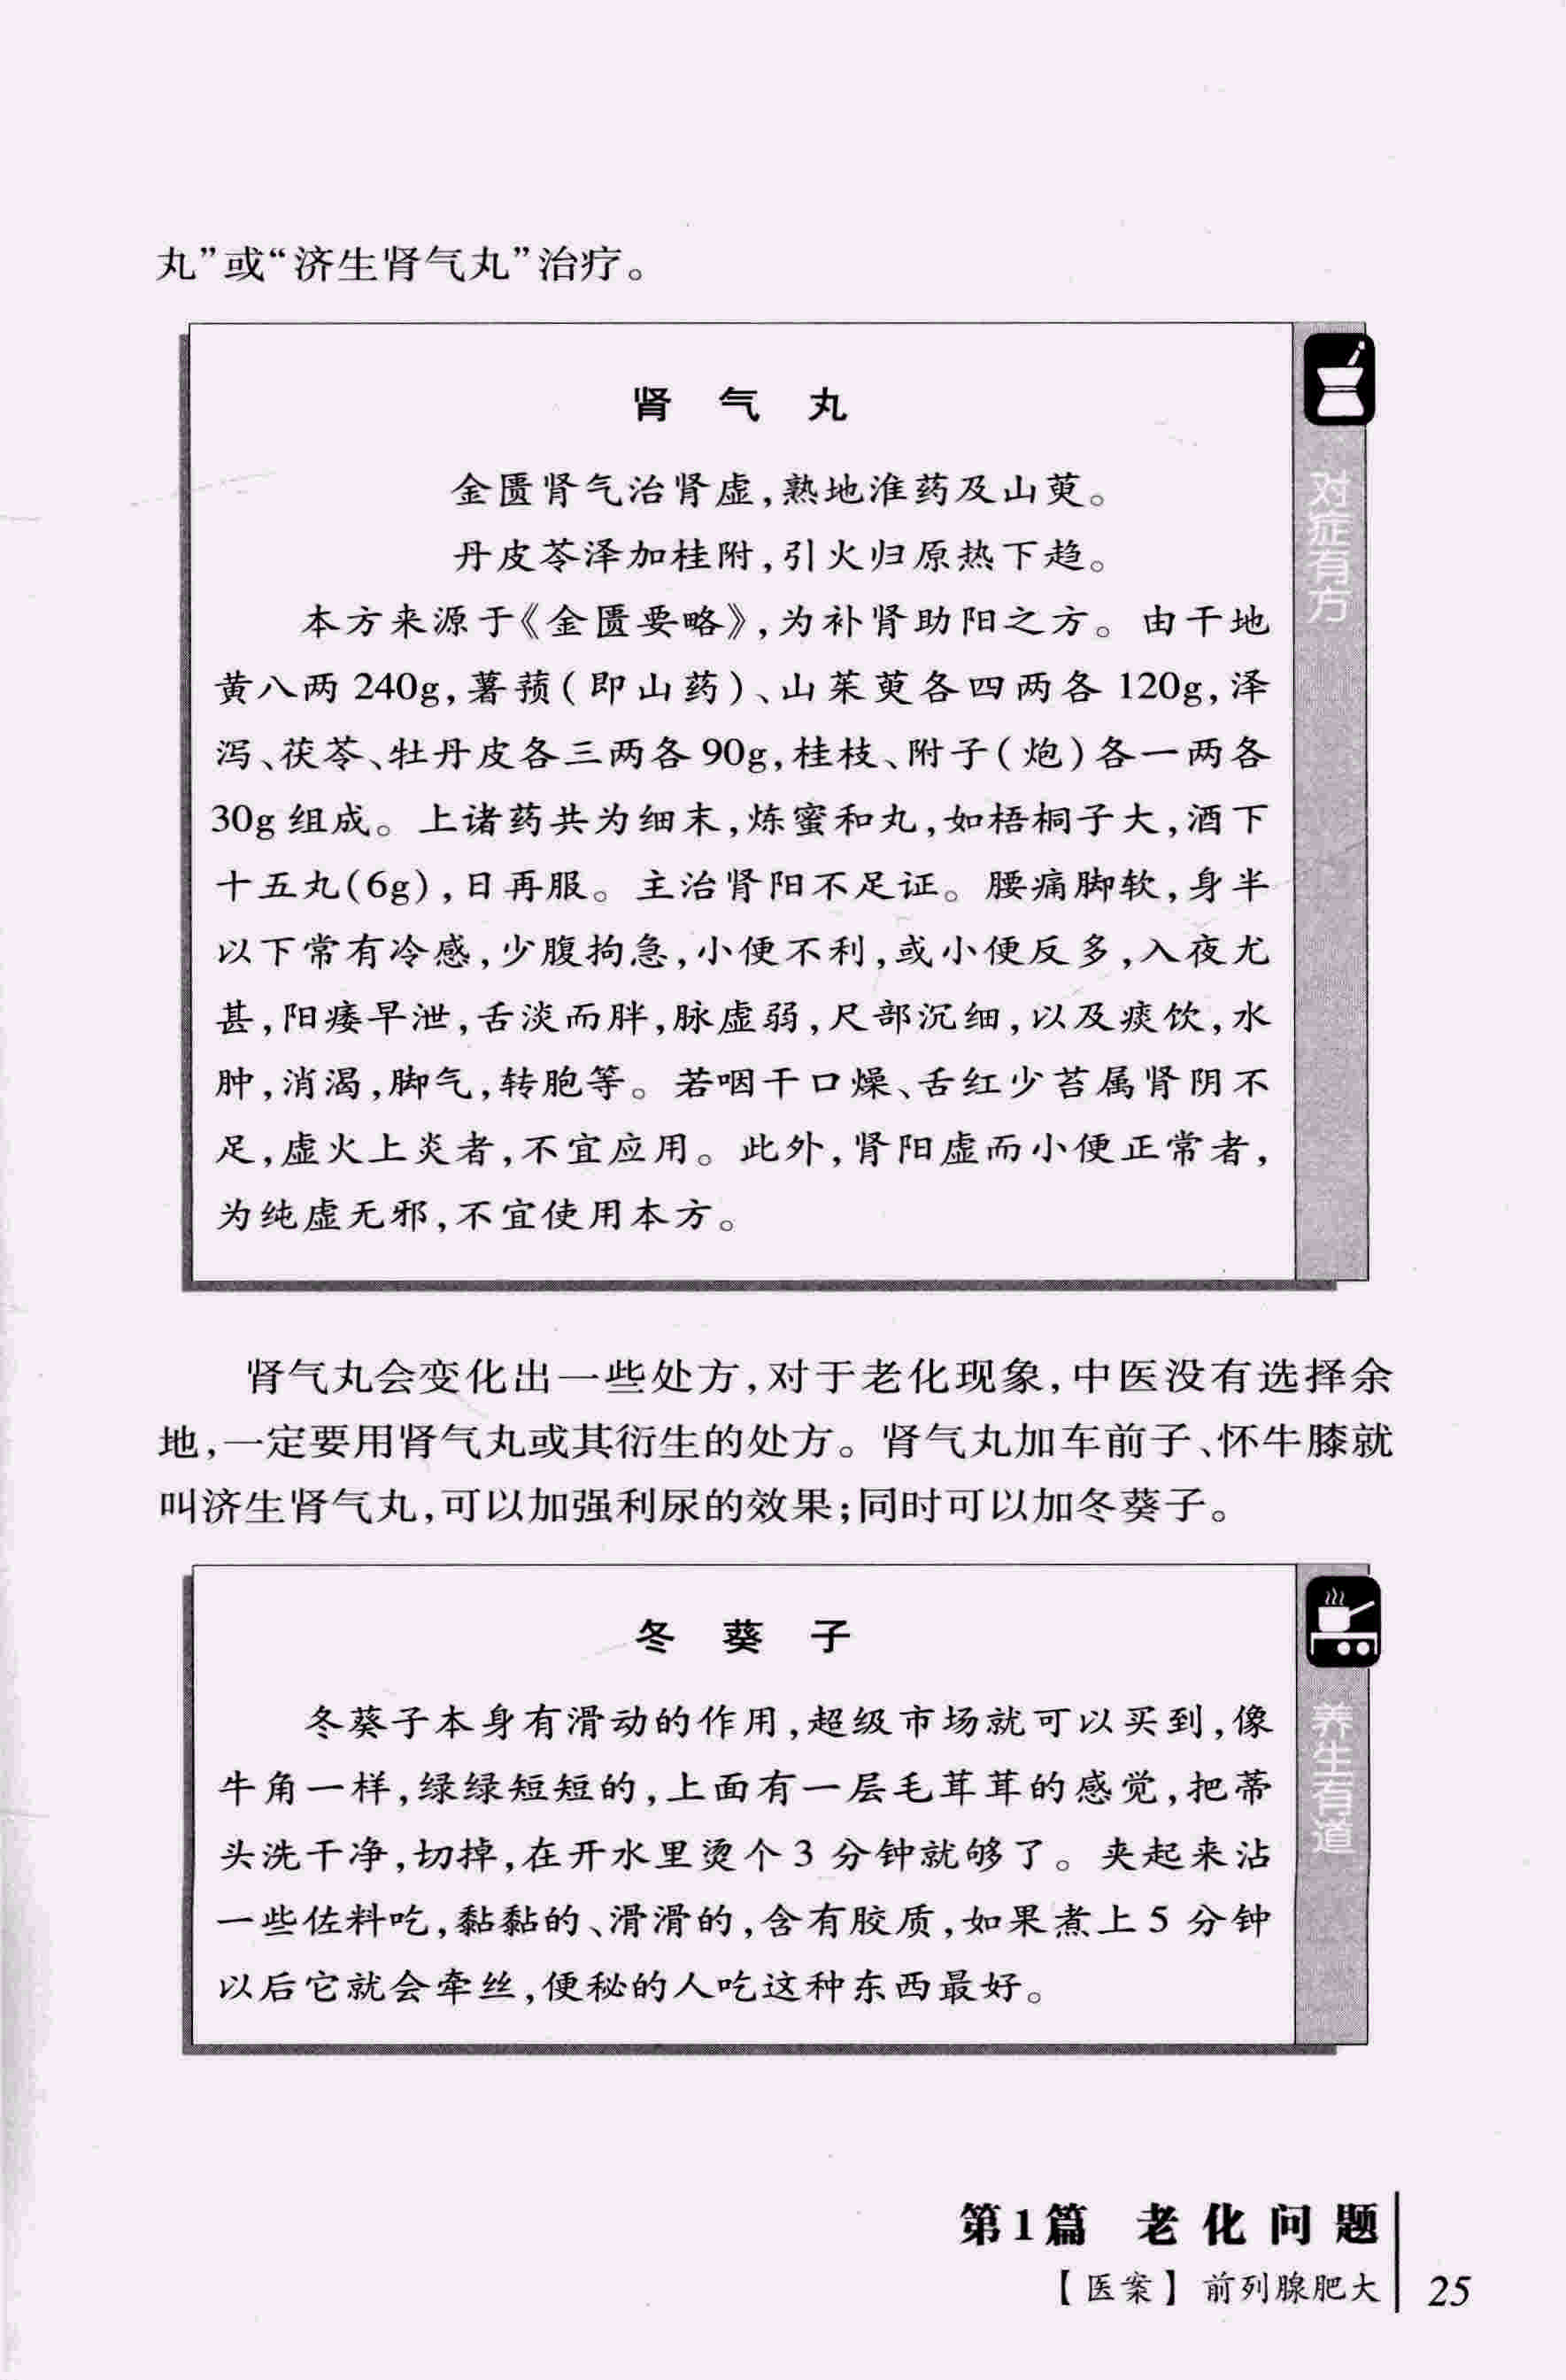 丸”或“济生肾气丸”治疗。
肾气丸
金匮肾气治肾虚,熟地淮药及山萸。
丹皮苓泽加桂附,引火归原热下趋。
本方来源于《金匮要略》,为补肾助阳之方。由干地
黄八两240g,薯蓣(即山药)、山茱萸各四两各120g,泽
泻、茯苓、牡丹皮各三两各90g,桂枝、附子(炮)各一两各
30g组成。上诸药共为细末,炼蜜和丸,如梧桐子大,酒下
十五丸(6g),日再服。主治肾阳不足证。腰痛脚软,身半
以下常有冷感,少腹拘急,小便不利,或小便反多,入夜尤
甚,阳痿早泄,舌淡而胖,脉虚弱,尺部沉细,以及痰饮,水
肿,消渴,脚气,转胞等。若咽干口燥、舌红少苔属肾阴不
足,虚火上炎者,不宜应用。此外,肾阳虚而小便正常者,
为纯虚无邪,不宜使用本方。
对症有方
肾气丸会变化出一些处方,对于老化现象,中医没有选择余
地,一定要用肾气丸或其衍生的处方。肾气丸加车前子、怀牛膝就
叫济生肾气丸,可以加强利尿的效果;同时可以加冬葵子。
冬葵子
冬葵子本身有滑动的作用,超级市场就可以买到,像
牛角一样,绿绿短短的,上面有一层毛茸茸的感觉,把蒂
头洗干净,切掉,在开水里烫个3分钟就够了。夹起来沾
一些佐料吃,黏黏的、滑滑的,含有胶质,如果煮上5分钟
以后它就会牵丝,便秘的人吃这种东西最好。
养生有道
第1篇 老化问题
【医案】前列腺肥大
25